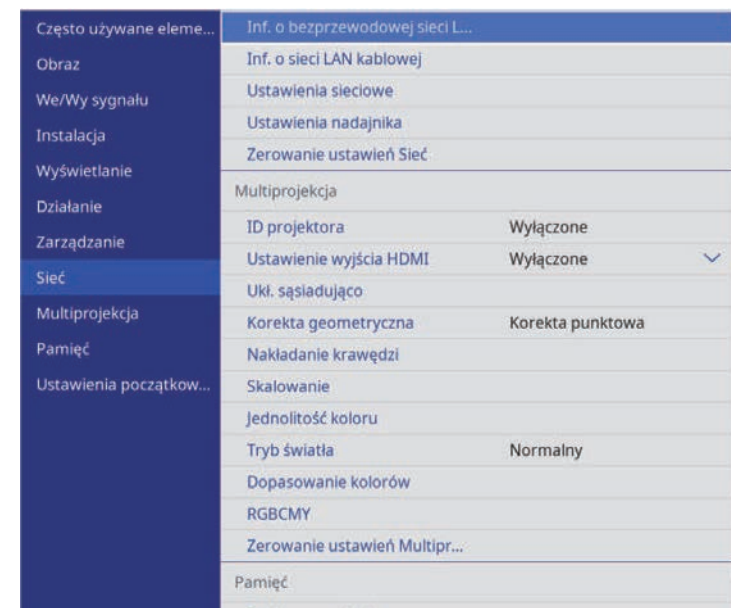 Często używane eleme...
Obraz
We/Wy sygnału
Instalacja
Wyświetlanie
Działanie
Zarządzanie
Sieć
Multiprojekcja
Pamięć
Ustawienia początkow...
Inf. o bezprzewodowej sieci L...
Inf. o sieci LAN kablowej
Ustawienia sieciowe
Ustawienia nadajnika
Zerowanie ustawień Sieć
Multiprojekcja
ID projektora Wyłączone
Ustawienie wyjścia HDMI Wyłączone
Ukł. sąsiadująco
Korekta geometryczna Korekta punktowa
Nakładanie krawędzi
Skalowanie
Jednolitość koloru
Tryb światła Normalny
Dopasowanie kolorów
RGBCMY
Zerowanie ustawień Multipr...
Pamięć